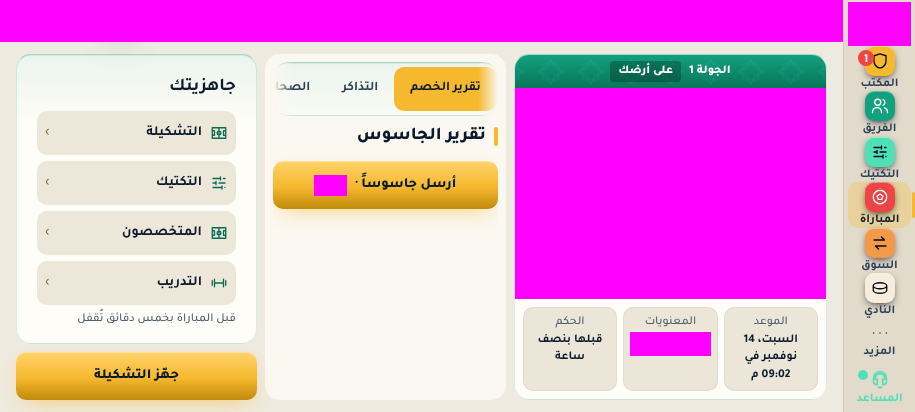 1
المكتب
الفريق
التكتيك
المباراة
السوق
النادي
...
المزيد
المساعد
الجولة 1
على أرضك
الموعد
السبت، 14 نوفمبر في 09:02 م
المعنويات
الحكم
قبلها بنصف ساعة
تقرير الخصم
التذاكر
الصحا
تقرير الجاسوس
أرسل جاسوساً ·
جاهزيتك
التشكيلة
التكتيك
المتخصصون
التدريب
قبل المباراة بخمس دقائق تُقفل
جهّز التشكيلة